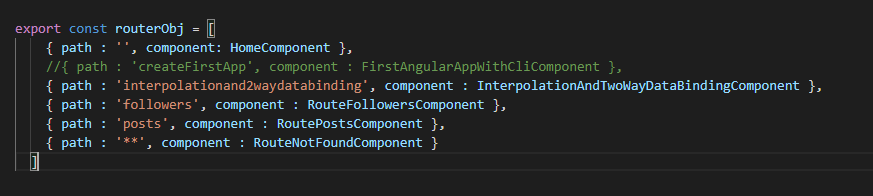 export const routerObj = [
{ path : '', component: HomeComponent },
//{ path : 'createFirstApp', component : FirstAngularAppWithCliComponent },
{ path : 'interpolationand2waydatabinding', component : InterpolationAndTwoWayDataBindingComponent },
{ path : 'followers', component : RouteFollowersComponent },
{ path : 'posts', component : RoutePostsComponent },
{ path : '**', component : RouteNotFoundComponent }
]